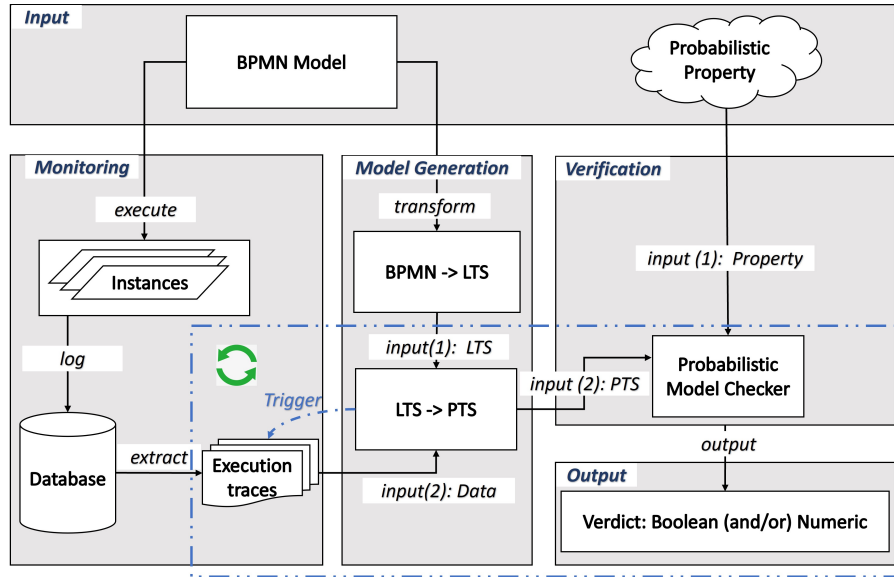 Input
BPMN Model
Probabilistic
Property
Monitoring
Model Generation
Verification
execute
transform
Instances
BPMN -> LTS
input (1): Property
log
input(1): LTS
Probabilistic
Model Checker
input (2): PTS
Trigger
LTS -> PTS
Database
extract
Execution
traces
input(2): Data
output
Output
Verdict: Boolean (and/or) Numeric